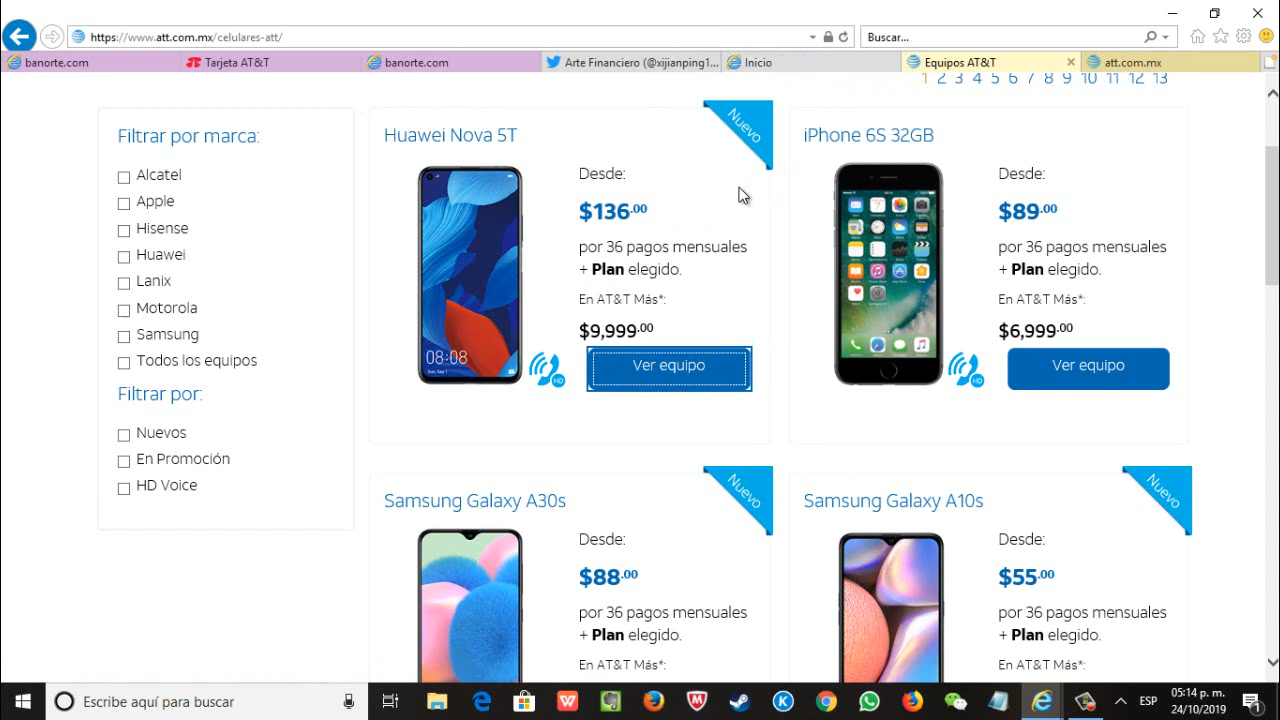 https://www.att.com.mx/celulares-att/
Buscar...
banorte.com
Tarjeta AT&T
banorte.com
Arte Financiero (@xijianping1...
Inicio
Equipos AT&T
att.com.mx
1 2 3 4 5 6 7 8 9 10 11 12 13
Filtrar por marca:
Alcatel
Apple
Hisense
Huawei
Lanix
Motorola
Samsung
Todos los equipos
Filtrar por:
Nuevos
En Promoción
HD Voice
Huawei Nova 5T
Nuevo
08:08
Sun, Sep 1
Desde:
$136.00
por 36 pagos mensuales
+ Plan elegido.
En AT&T Más*:
$9,999.00
HD
Ver equipo
iPhone 6S 32GB
Desde:
$89.00
por 36 pagos mensuales
+ Plan elegido.
En AT&T Más*:
$6,999.00
HD
Ver equipo
Samsung Galaxy A30s
Nuevo
Desde:
$88.00
por 36 pagos mensuales
+ Plan elegido.
En AT&T Más*:
Samsung Galaxy A10s
Nuevo
Desde:
$55.00
por 36 pagos mensuales
+ Plan elegido.
En AT&T Más*:
Escribe aquí para buscar
ESP
05:14 p. m.
24/10/2019
1